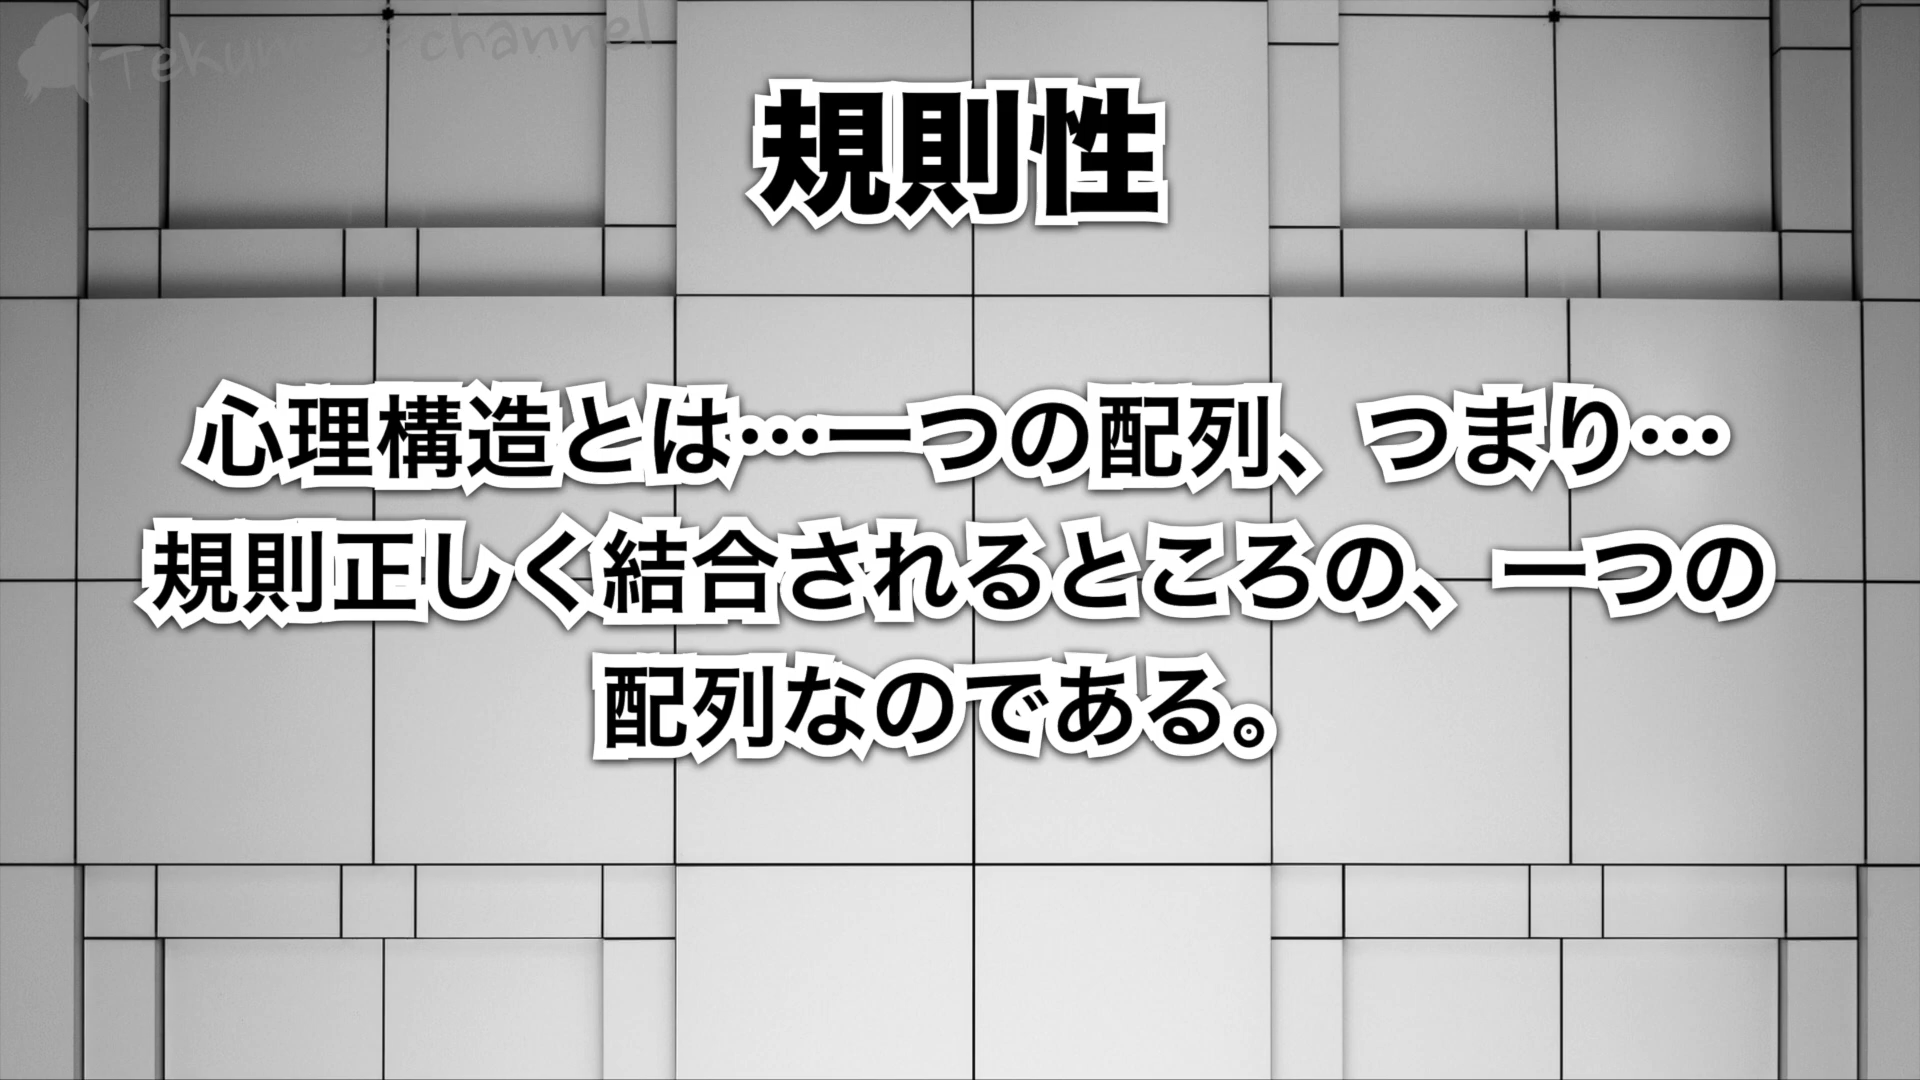 規則性
心理構造とは…一つの配列、つまり…
規則正しく結合されるところの、一つの
配列なのである。
channel